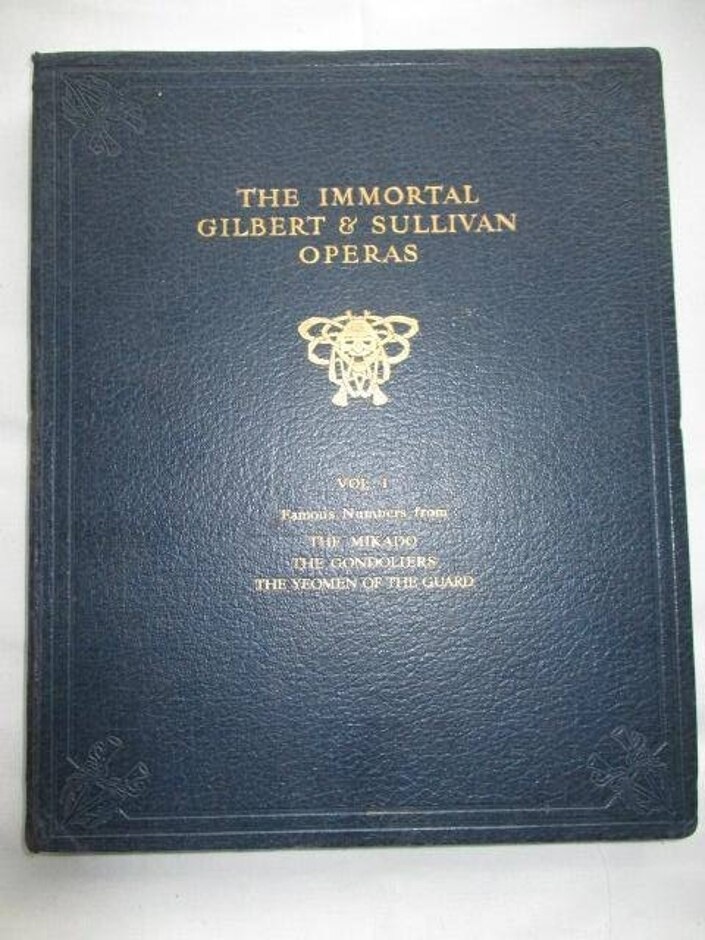 THE IMMORTAL
GILBERT & SULLIVAN
OPERAS
VOL I
Famous Numbers from
THE MIKADO
THE GONDOLIERS
THE YEOMEN OF THE GUARD